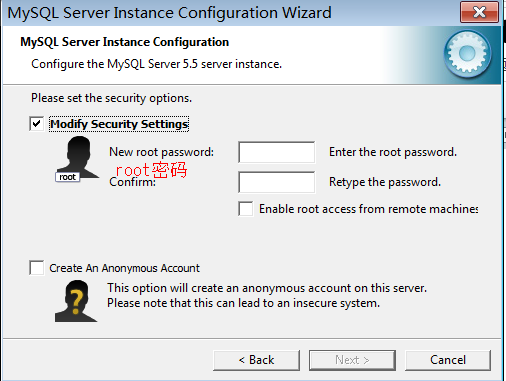 MySQL Server Instance Configuration Wizard
MySQL Server Instance Configuration
Configure the MySQL Server 5.5 server instance.
Please set the security options.
Modify Security Settings
New root password: Enter the root password.
root密码
root
Confirm: Retype the password.
Enable root access from remote machines
Create An Anonymous Account
This option will create an anonymous account on this server.
Please note that this can lead to an insecure system.
< Back Next > Cancel